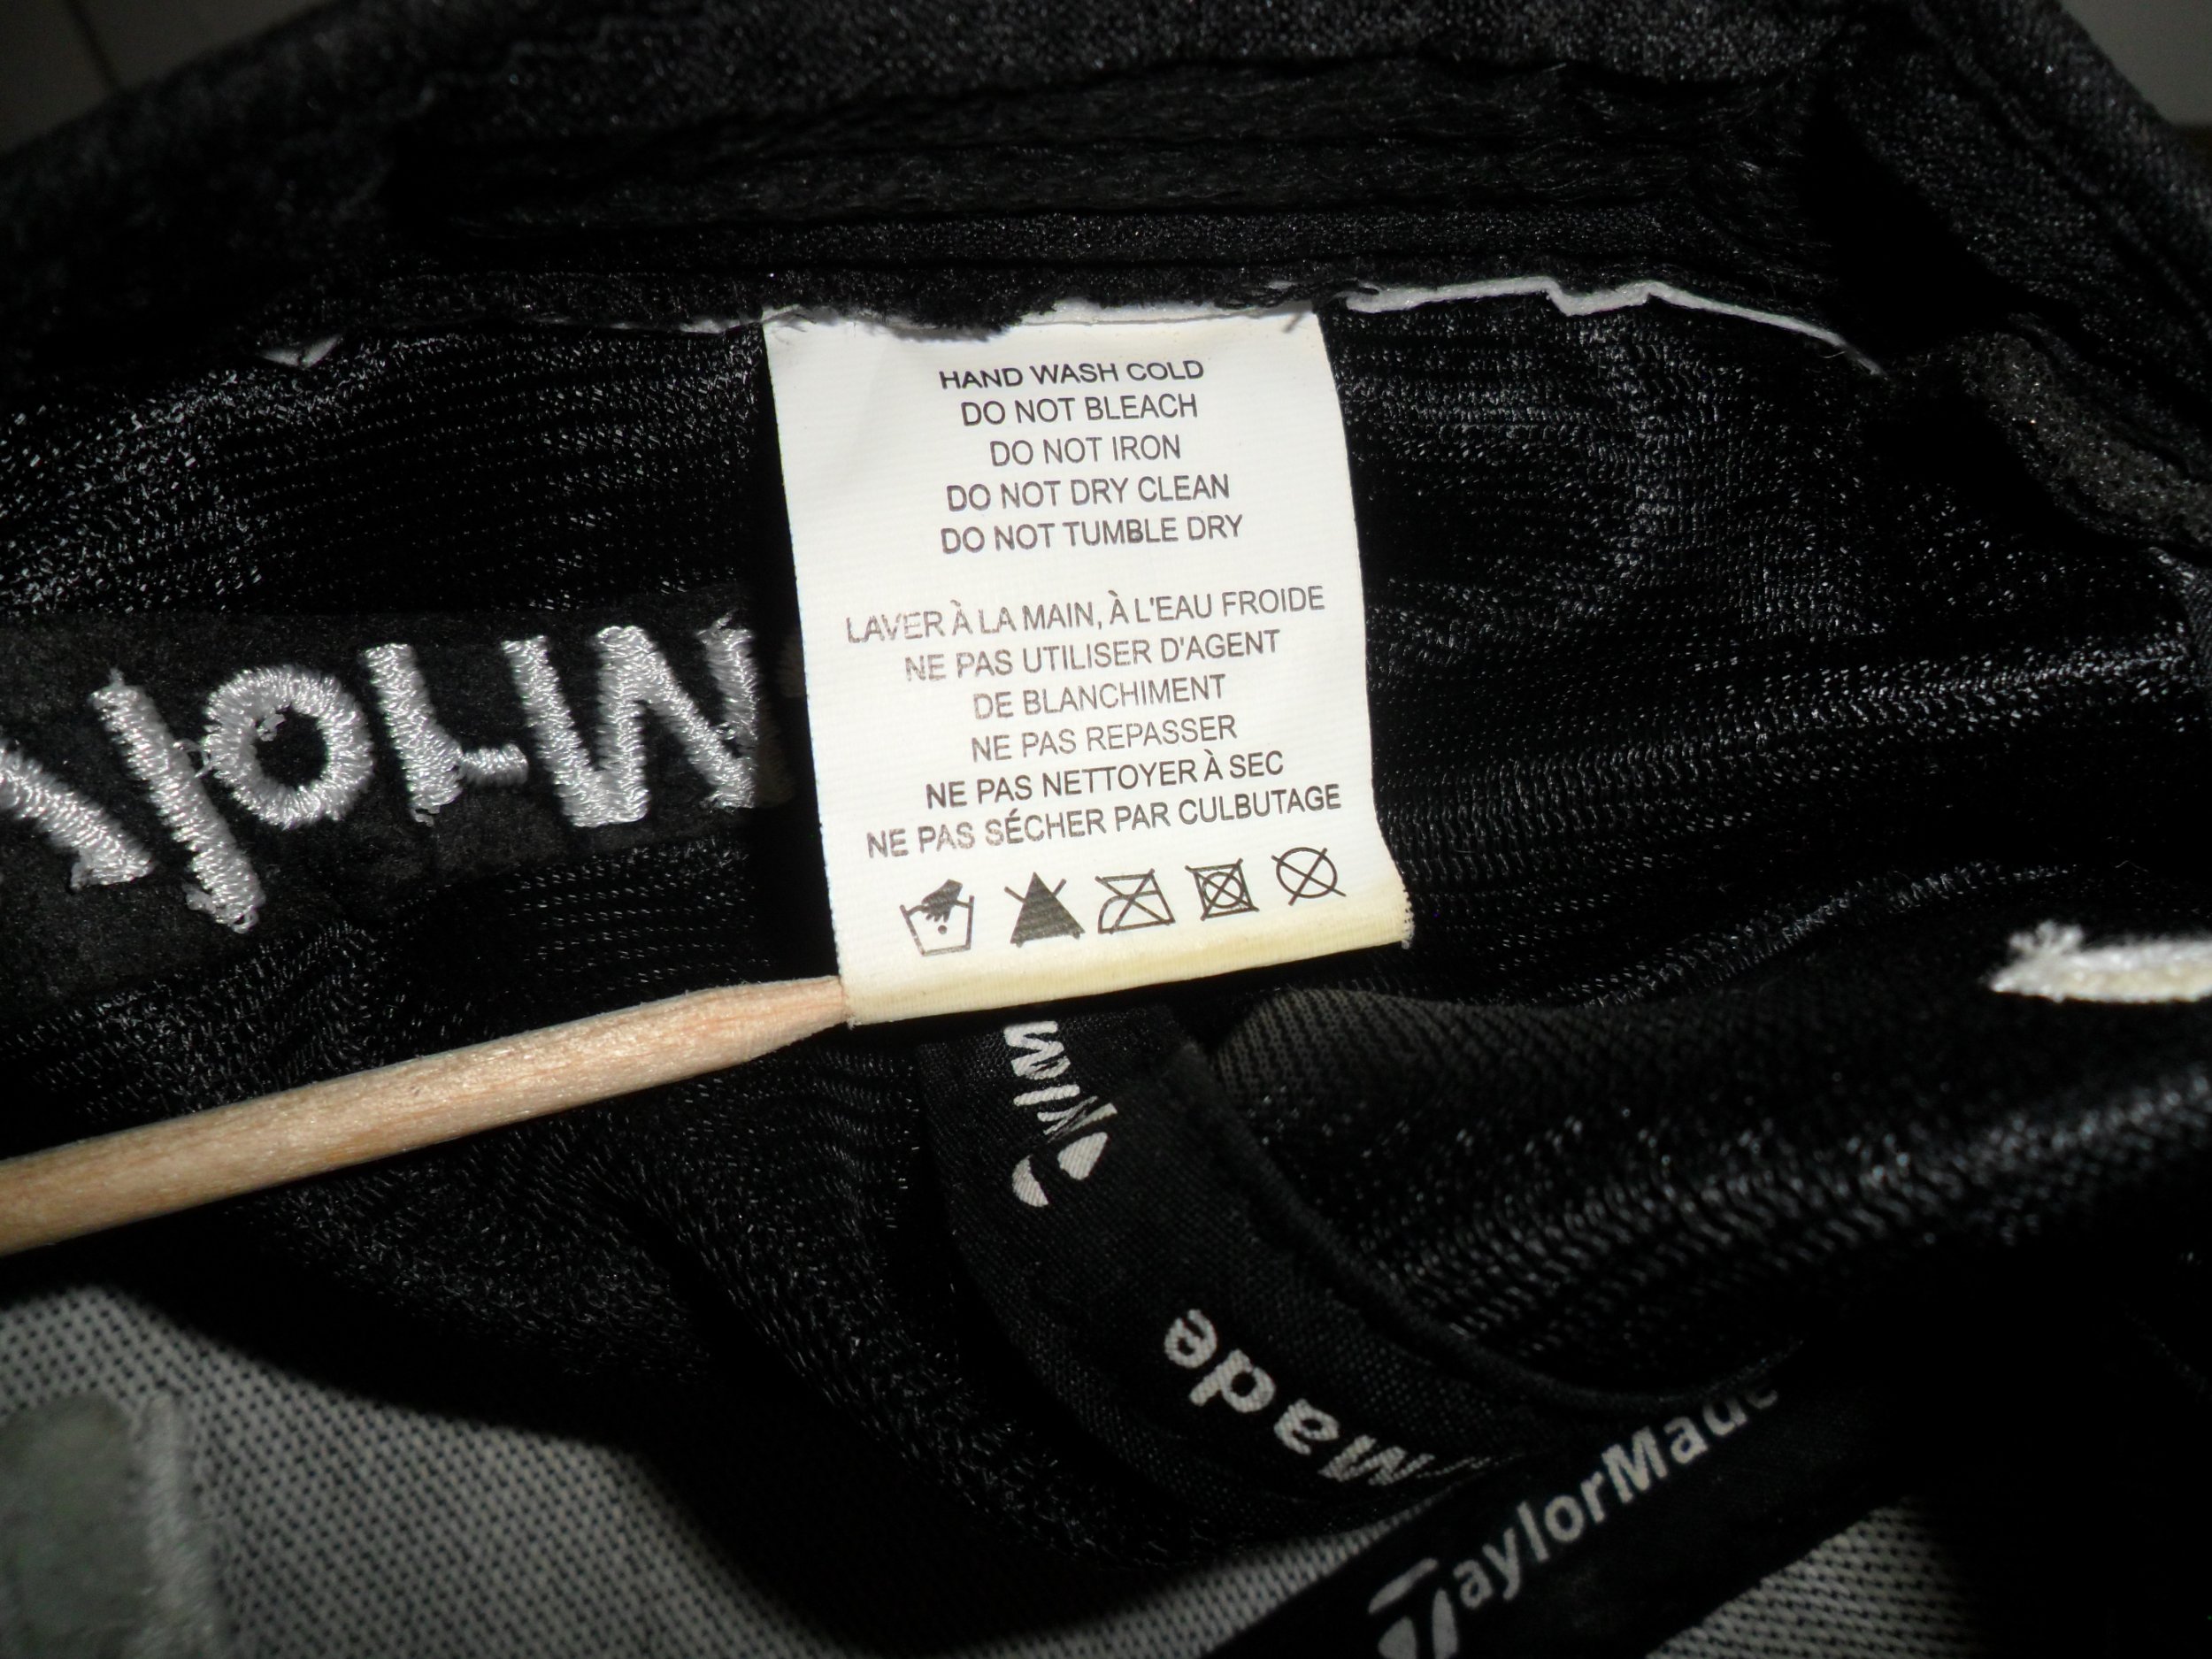 HAND WASH COLD
DO NOT BLEACH
DO NOT IRON
DO NOT DRY CLEAN
DO NOT TUMBLE DRY
LAVER À LA MAIN, À L'EAU FROIDE
NE PAS UTILISER D'AGENT
DE BLANCHIMENT
NE PAS REPASSER
NE PAS NETTOYER À SEC
NE PAS SÉCHER PAR CULBUTAGE
Made
TaylorMade